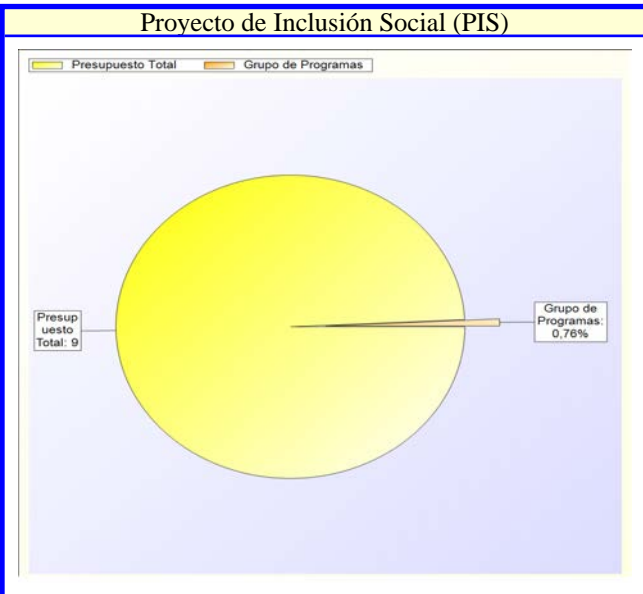 Proyecto de Inclusión Social (PIS)
Presupuesto Total
Grupo de Programas
Presup
uesto
Total: 9
Grupo de
Programas:
0,76%